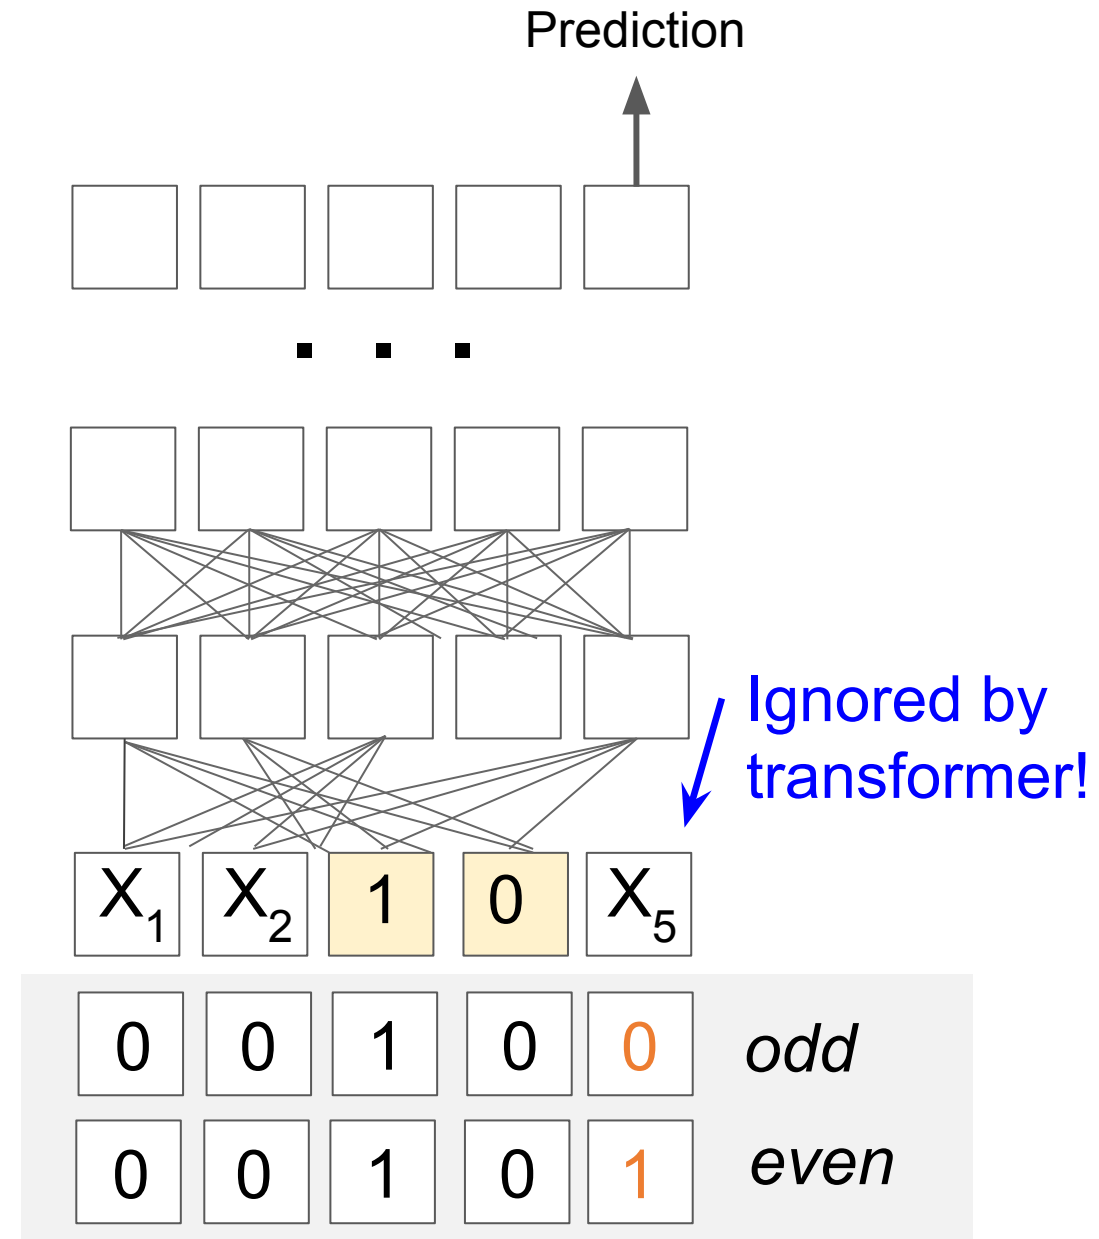 Prediction
. . .
Ignored by
transformer!
X₁ X₂ 1 0 X₅
0 0 1 0 0 odd
0 0 1 0 1 even